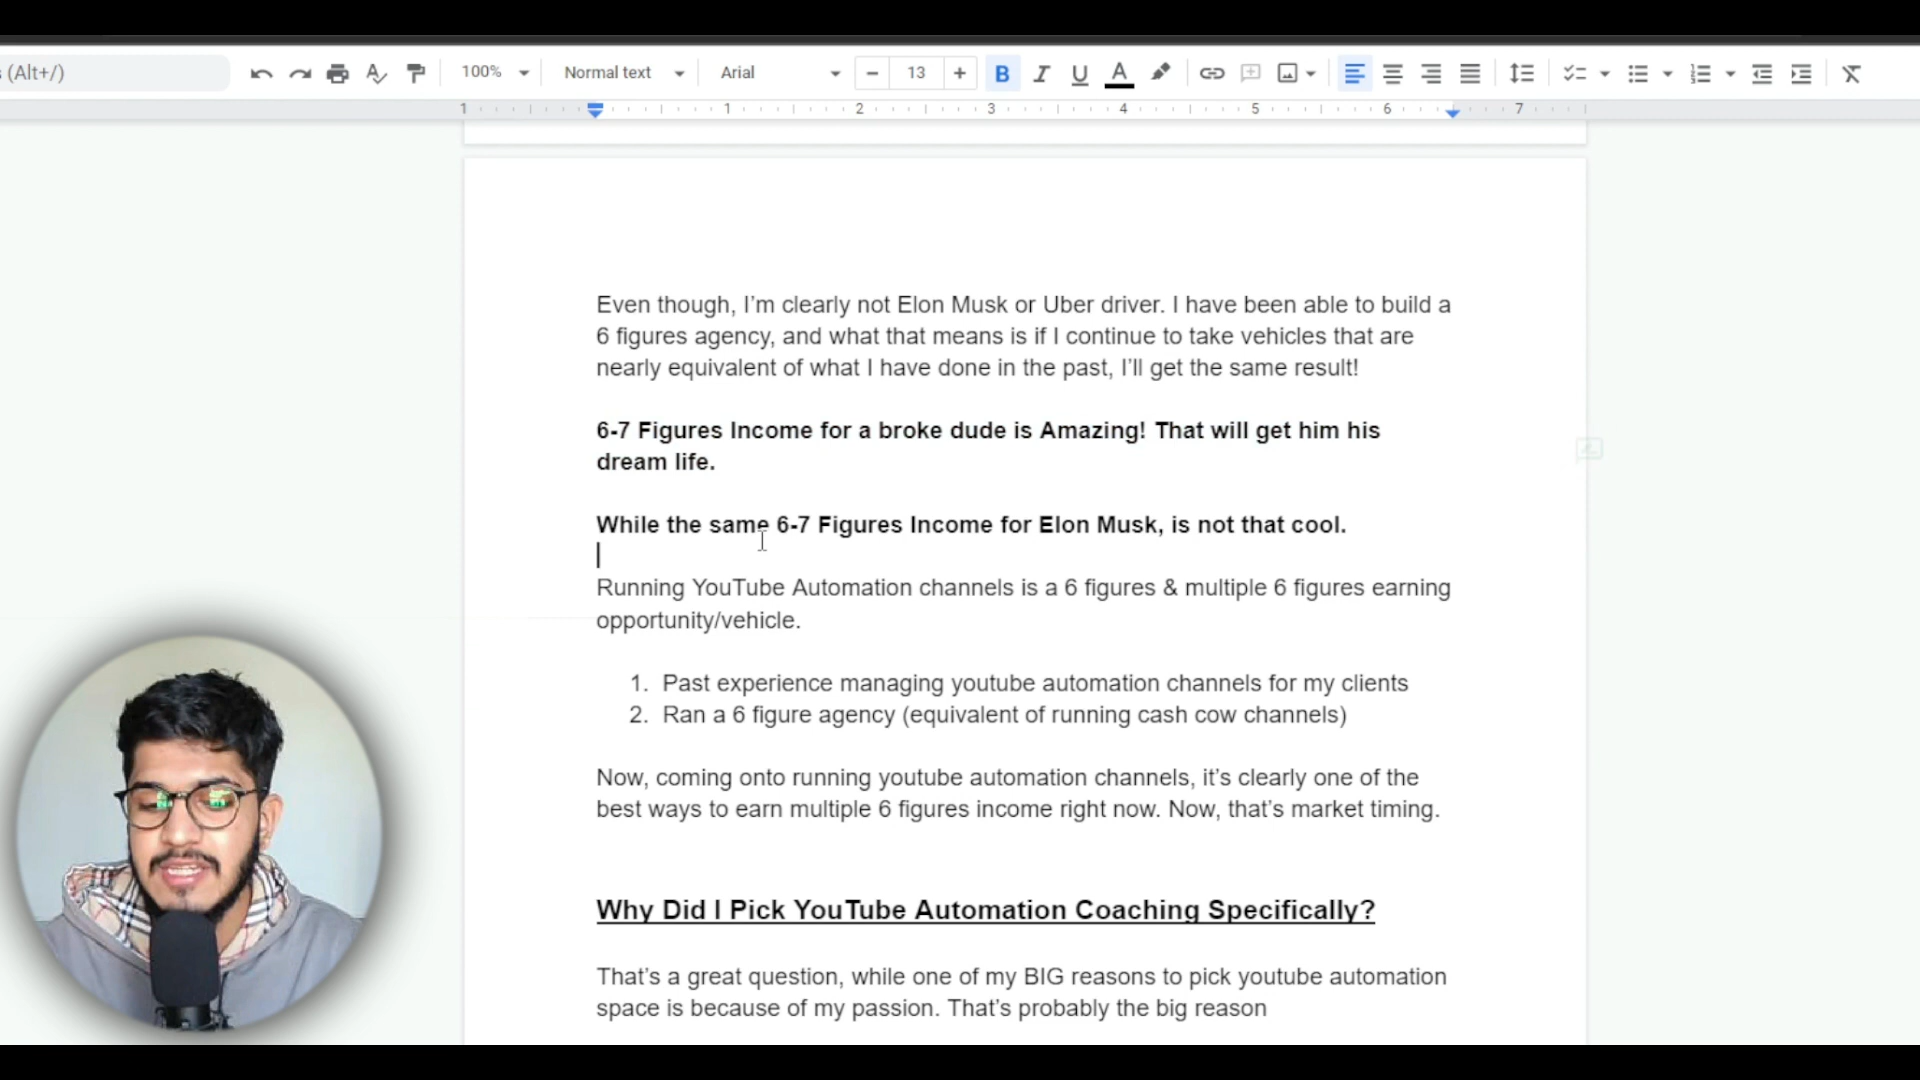 (Alt+/)
100%
Normal text
Arial
13
B
I
U
A
1 1 2 3 4 5 6 7
Even though, I’m clearly not Elon Musk or Uber driver. I have been able to build a
6 figures agency, and what that means is if I continue to take vehicles that are
nearly equivalent of what I have done in the past, I’ll get the same result!
6-7 Figures Income for a broke dude is Amazing! That will get him his
dream life.
While the same 6-7 Figures Income for Elon Musk, is not that cool.
Running YouTube Automation channels is a 6 figures & multiple 6 figures earning
opportunity/vehicle.
1. Past experience managing youtube automation channels for my clients
2. Ran a 6 figure agency (equivalent of running cash cow channels)
Now, coming onto running youtube automation channels, it’s clearly one of the
best ways to earn multiple 6 figures income right now. Now, that’s market timing.
Why Did I Pick YouTube Automation Coaching Specifically?
That’s a great question, while one of my BIG reasons to pick youtube automation
space is because of my passion. That’s probably the big reason